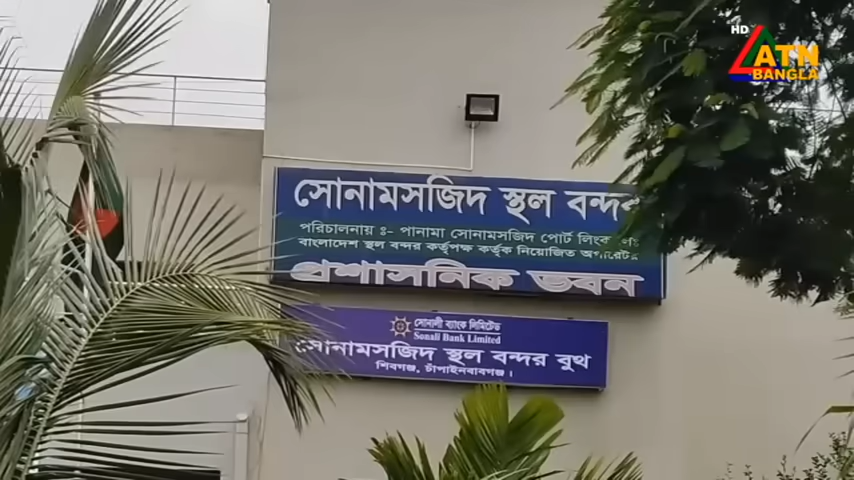 HD
ATN
BANGLA
সোনামসজিদ স্থল বন্দর
পরিচালনায় ঃ- পানামা সোনামসজিদ পোর্ট লিংক লিঃ
বাংলাদেশ স্থল বন্দর কর্তৃপক্ষ কর্তৃক নিয়োজিত অপারেটর
প্রশাসনিক ভবন
সোনালী ব্যাংক লিমিটেড
Sonali Bank Limited
সোনামসজিদ স্থল বন্দর বুথ
শিবগঞ্জ, চাঁপাইনবাবগঞ্জ।